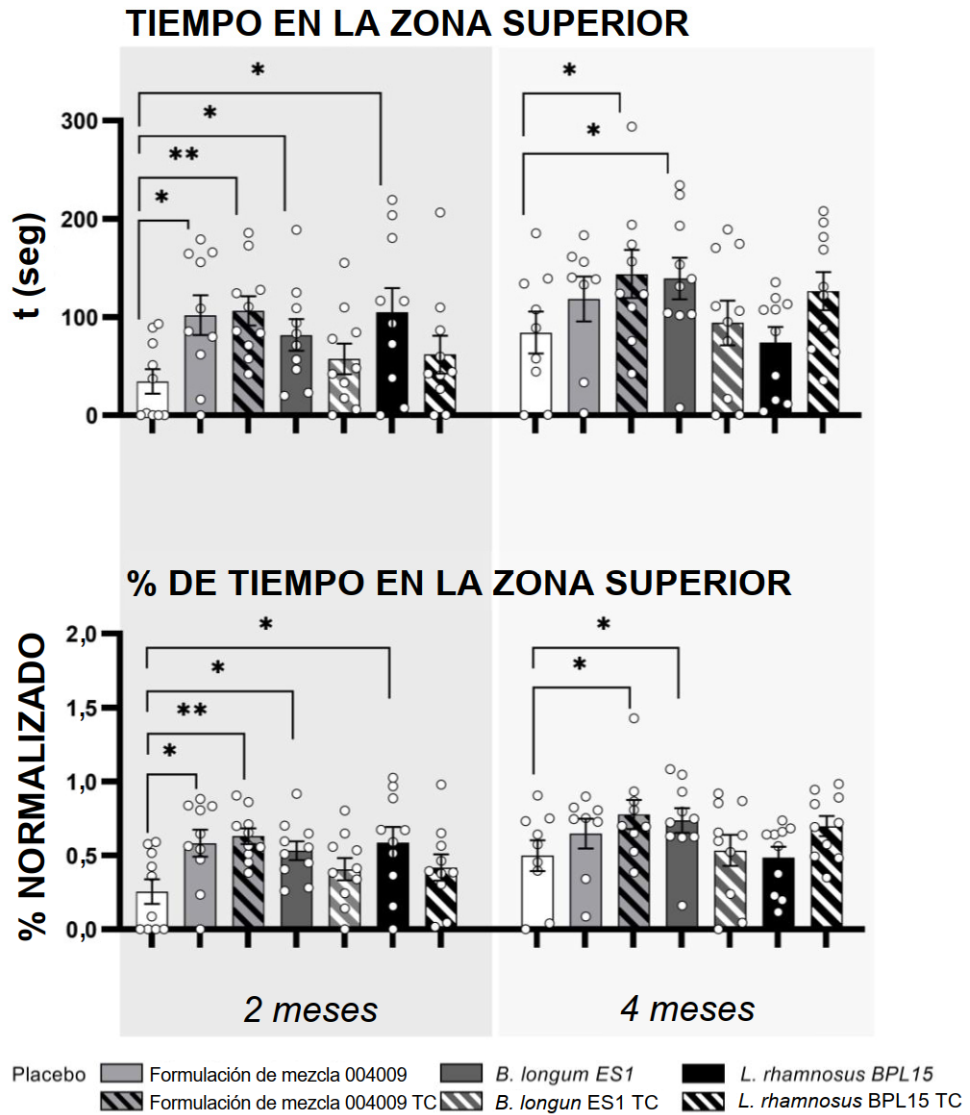 TIEMPO EN LA ZONA SUPERIOR
* *
* *
**
*
300
200
100
0
t (seg)
% DE TIEMPO EN LA ZONA SUPERIOR
* *
* *
**
*
2,0
1,5
1,0
0,5
0,0
% NORMALIZADO
2 meses 4 meses
Placebo Formulación de mezcla 004009 B. longum ES1 L. rhamnosus BPL15
Formulación de mezcla 004009 TC B. longun ES1 TC L. rhamnosus BPL15 TC